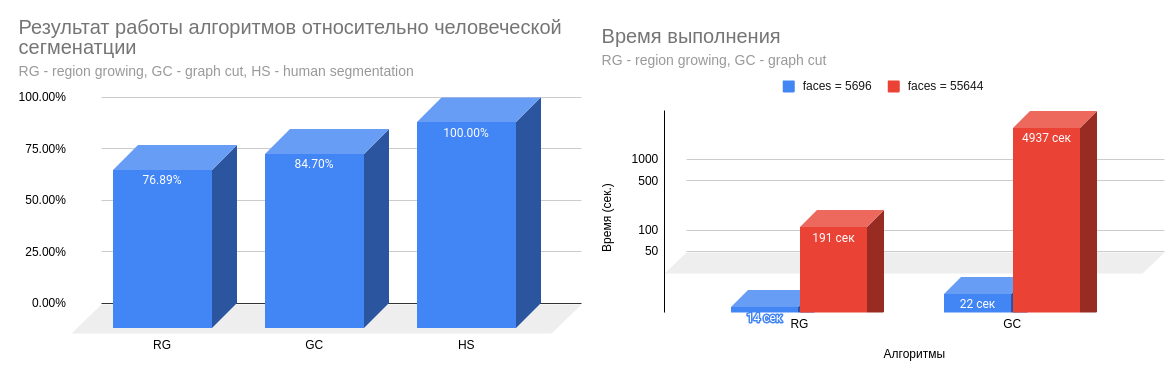 Результат работы алгоритмов относительно человеческой
сегменатции
RG - region growing, GC - graph cut, HS - human segmentation
100.00%
75.00%
50.00%
25.00%
0.00%
76.89%
84.70%
100.00%
RG
GC
HS
Время выполнения
RG - region growing, GC - graph cut
faces = 5696
faces = 55644
Время (сек.)
1000
500
100
50
14 сек
191 сек
22 сек
4937 сек
RG
GC
Алгоритмы